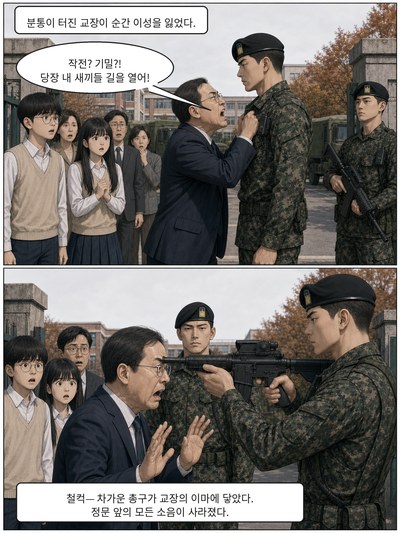 분통이 터진 교장이 순간 이성을 잃었다.
작전? 기밀?!
당장 내 새끼들 길을 열어!
철컥— 차가운 총구가 교장의 이마에 닿았다.
정문 앞의 모든 소음이 사라졌다.